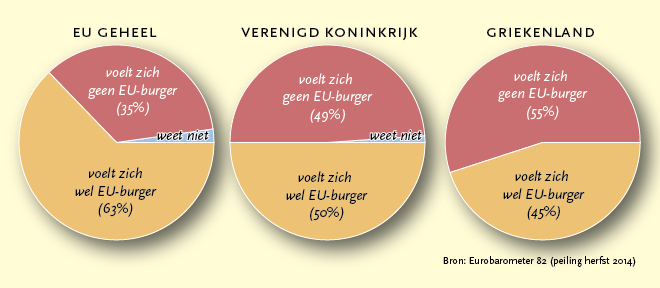 EU GEHEEL
voelt zich
geen EU-burger
(35%)
weet niet
voelt zich
wel EU-burger
(63%)
VERENIGD KONINKRIJK
voelt zich
geen EU-burger
(49%)
weet niet
voelt zich
wel EU-burger
(50%)
GRIEKENLAND
voelt zich
geen EU-burger
(55%)
voelt zich
wel EU-burger
(45%)
Bron: Eurobarometer 82 (peiling herfst 2014)